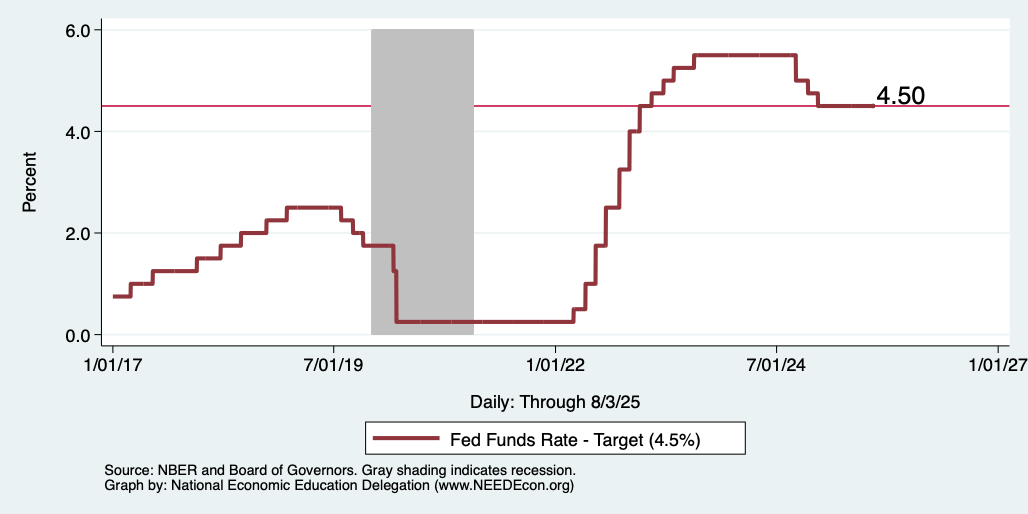 6.0
4.50
4.0
Percent
2.0
0.0
1/01/17 7/01/19 1/01/22 7/01/24 1/01/27
Daily: Through 8/3/25
Fed Funds Rate - Target (4.5%)
Source: NBER and Board of Governors. Gray shading indicates recession.
Graph by: National Economic Education Delegation (www.NEEDEcon.org)